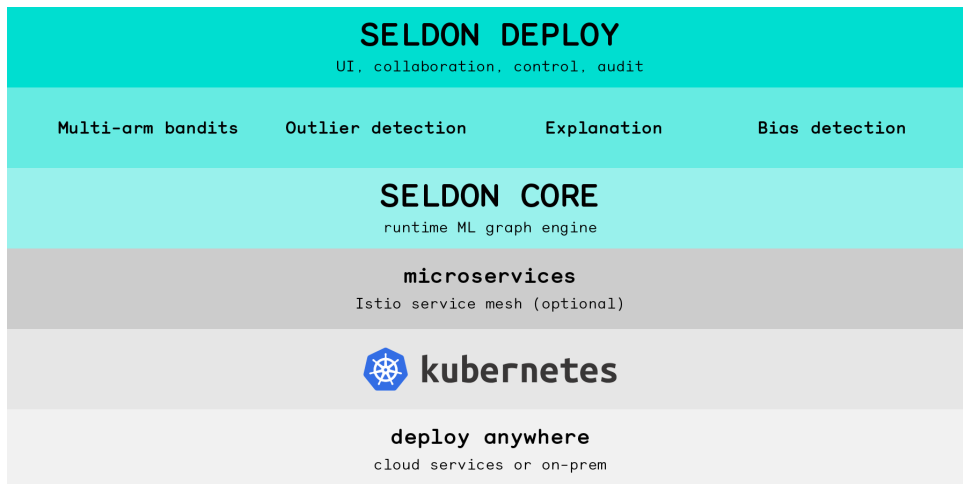 SELDON DEPLOY
UI, collaboration, control, audit
Multi-arm bandits Outlier detection Explanation Bias detection
SELDON CORE
runtime ML graph engine
microservices
Istio service mesh (optional)
kubernetes
deploy anywhere
cloud services or on-prem